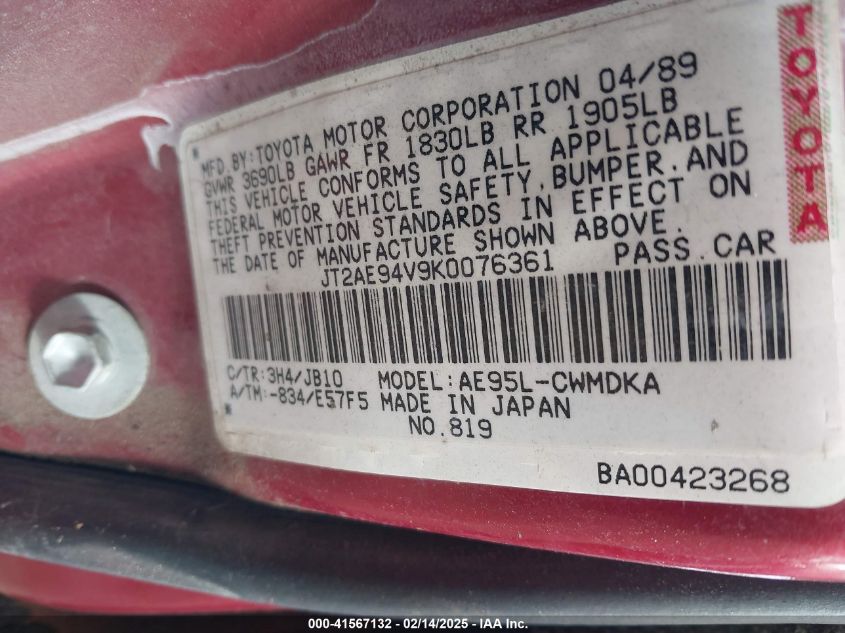 MFD BY:TOYOTA MOTOR CORPORATION 04/89
GVWR 3690LB GAWR FR 1830LB RR 1905LB
THIS VEHICLE CONFORMS TO ALL APPLICABLE
FEDERAL MOTOR VEHICLE SAFETY,BUMPER,AND
THEFT PREVENTION STANDARDS IN EFFECT ON
THE DATE OF MANUFACTURE SHOWN ABOVE.
JT2AE94V9K0076361 PASS.CAR
TOYOTA
C/TR:3H4/JB10 MODEL:AE95L-CWMDKA
A/TM:-834/E57F5 MADE IN JAPAN
NO.819
BA00423268
000-41567132 - 02/14/2025 - IAA Inc.